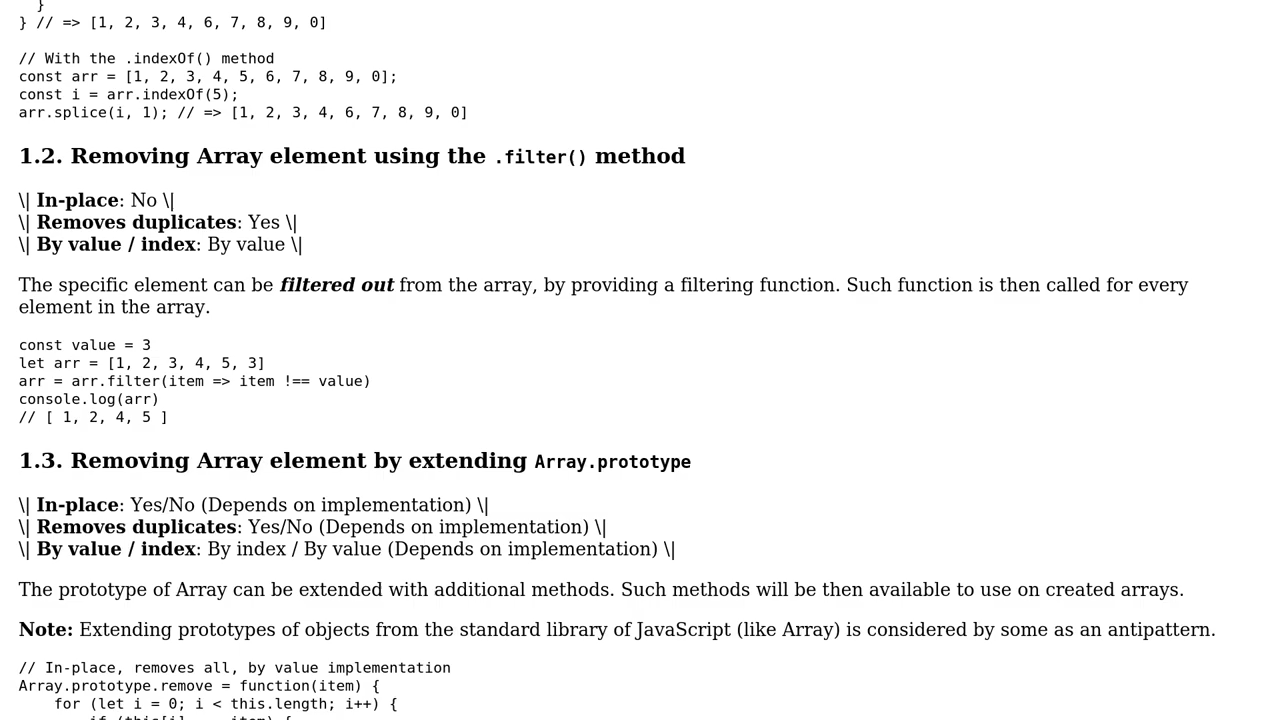 }
} // => [1, 2, 3, 4, 6, 7, 8, 9, 0]
// With the .indexOf() method
const arr = [1, 2, 3, 4, 5, 6, 7, 8, 9, 0];
const i = arr.indexOf(5);
arr.splice(i, 1); // => [1, 2, 3, 4, 6, 7, 8, 9, 0]
1.2. Removing Array element using the .filter() method
\| In-place: No \|
\| Removes duplicates: Yes \|
\| By value / index: By value \|
The specific element can be filtered out from the array, by providing a filtering function. Such function is then called for every
element in the array.
const value = 3
let arr = [1, 2, 3, 4, 5, 3]
arr = arr.filter(item => item !== value)
console.log(arr)
// [ 1, 2, 4, 5 ]
1.3. Removing Array element by extending Array.prototype
\| In-place: Yes/No (Depends on implementation) \|
\| Removes duplicates: Yes/No (Depends on implementation) \|
\| By value / index: By index / By value (Depends on implementation) \|
The prototype of Array can be extended with additional methods. Such methods will be then available to use on created arrays.
Note: Extending prototypes of objects from the standard library of JavaScript (like Array) is considered by some as an antipattern.
// In-place, removes all, by value implementation
Array.prototype.remove = function(item) {
    for (let i = 0; i < this.length; i++) {
        if (this[i] item) {